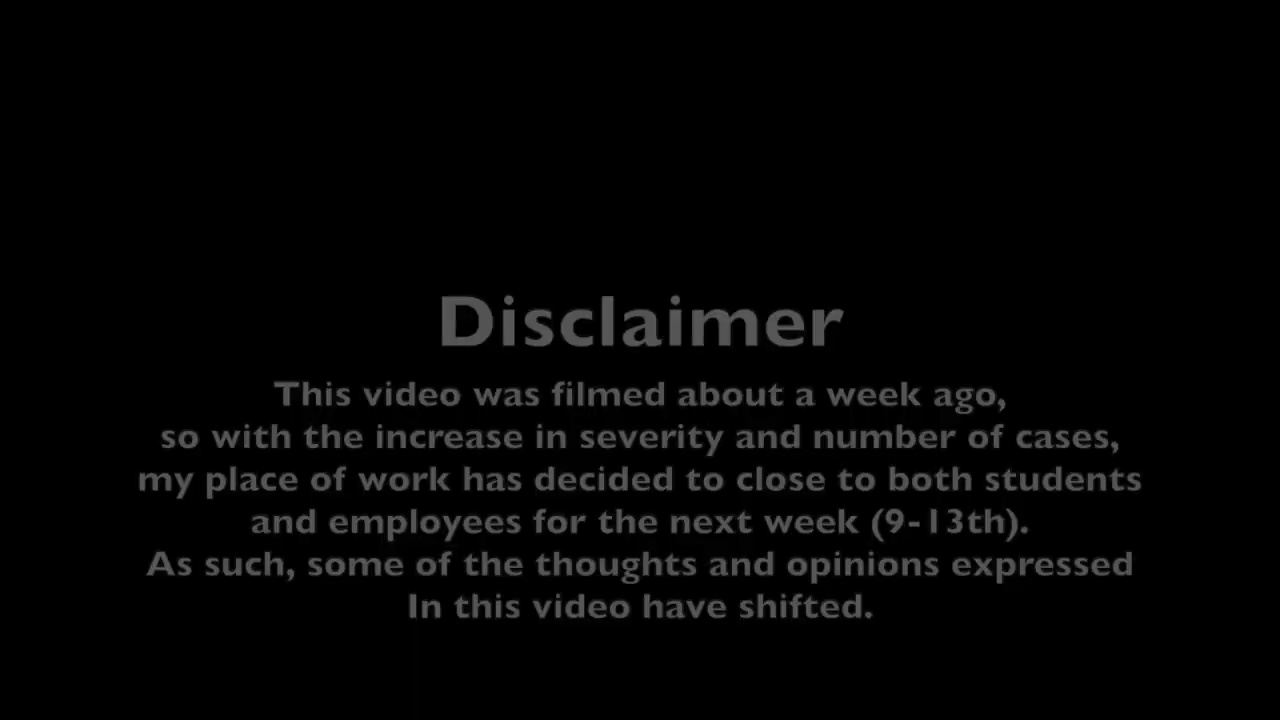 Disclaimer
This video was filmed about a week ago,
so with the increase in severity and number of cases,
my place of work has decided to close to both students
and employees for the next week (9-13th).
As such, some of the thoughts and opinions expressed
In this video have shifted.